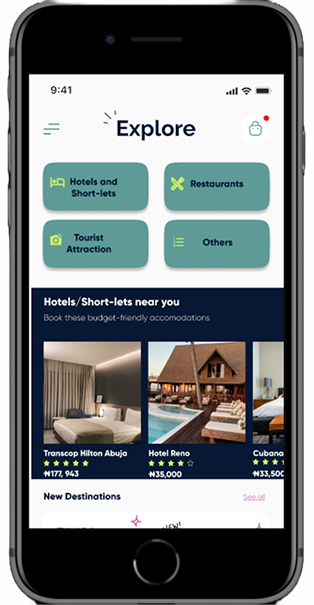 9:41
Explore
Hotels and
Short-lets
Restaurants
Tourist
Attraction
Others
Hotels/Short-lets near you
Book these budget-friendly accomodations
Transcop Hilton Abuja
Hotel Reno
Cubana
₦177, 943
₦35,000
₦33,500
New Destinations
See all
NEW!